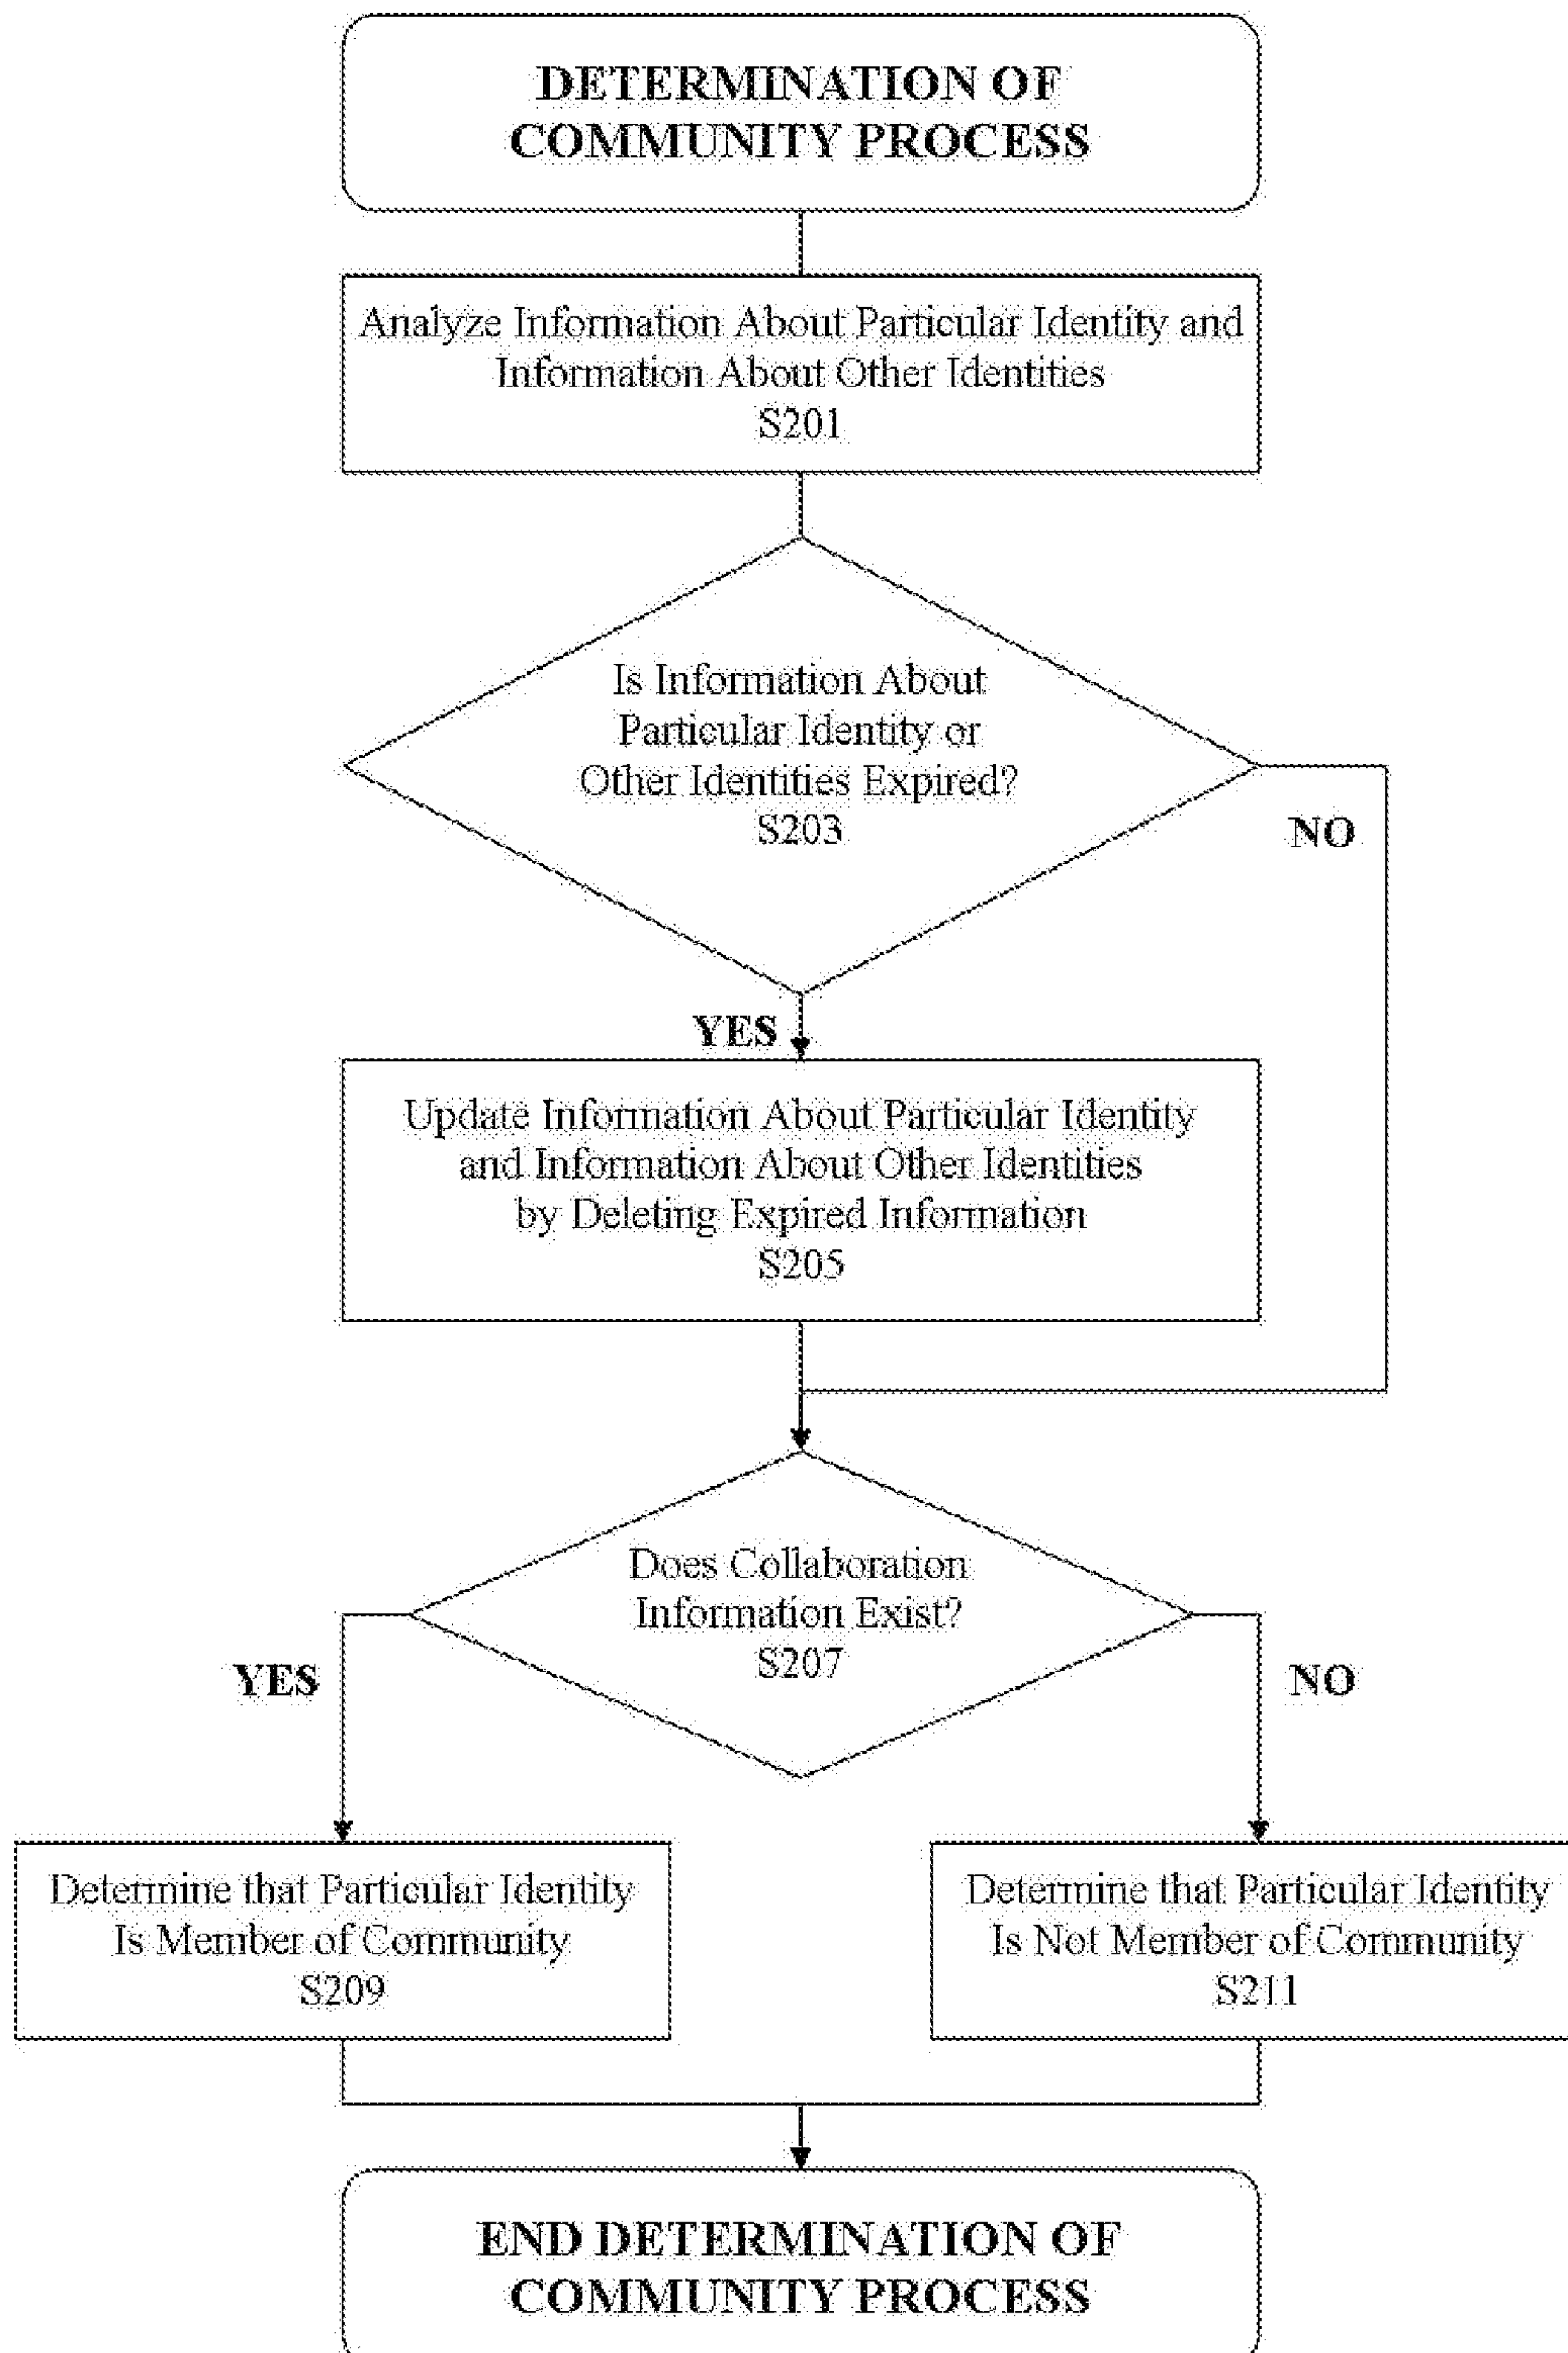 DETERMINATION OF
COMMUNITY PROCESS
Analyze Information About Particular Identity and
Information About Other Identities
S201
Is Information About
Particular Identity or
Other Identities Expired?
S203
NO
YES
Update Information About Particular Identity
and Information About Other Identities
by Deleting Expired Information
S205
Does Collaboration
Information Exist?
S207
YES
NO
Determine that Particular Identity
Is Member of Community
S209
Determine that Particular Identity
Is Not Member of Community
S211
END DETERMINATION OF
COMMUNITY PROCESS